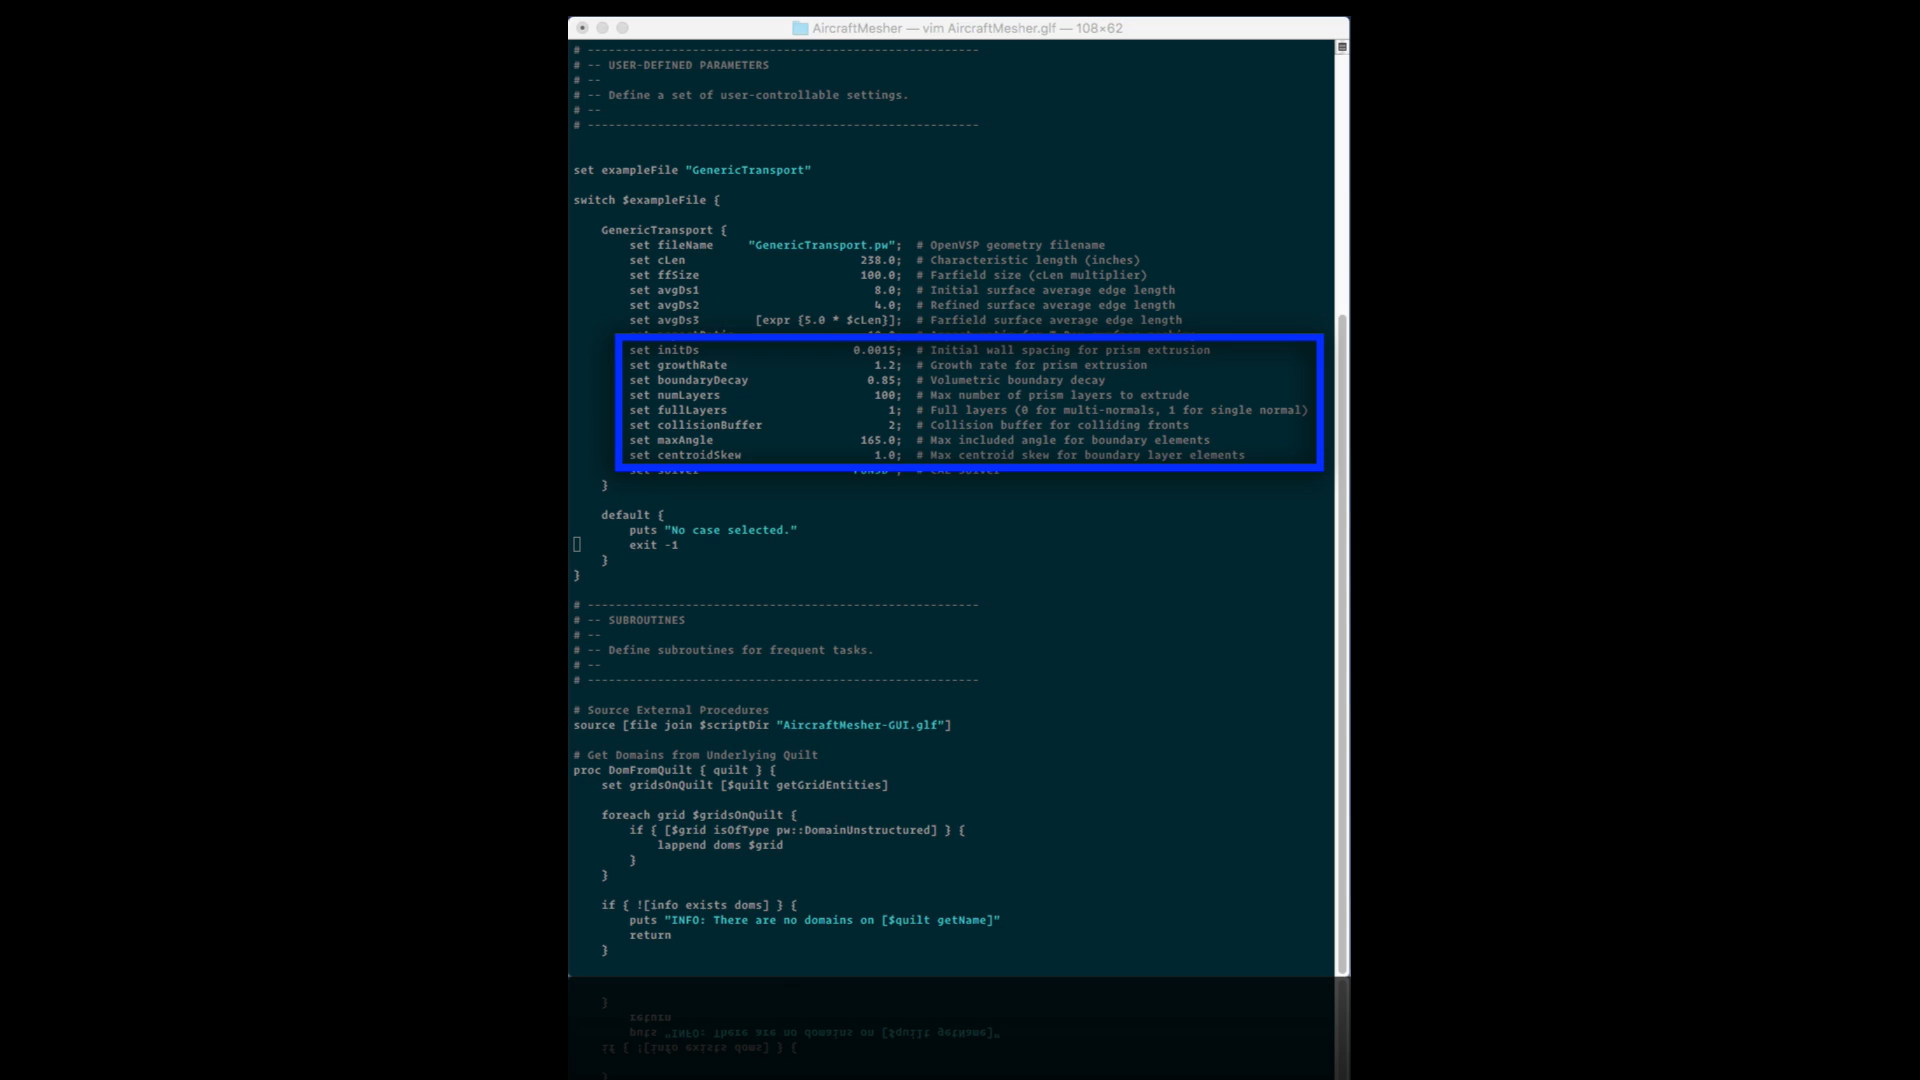 AircraftMesher — vim AircraftMesher.glf — 108×62
# --------------------------------------------------------
# -- USER-DEFINED PARAMETERS
# --
# -- Define a set of user-controllable settings.
# --
# --------------------------------------------------------
set exampleFile "GenericTransport"
switch $exampleFile {
GenericTransport {
set fileName "GenericTransport.pw"; # OpenVSP geometry filename
set cLen 238.0; # Characteristic length (inches)
set ffSize 100.0; # Farfield size (cLen multiplier)
set avgDs1 8.0; # Initial surface average edge length
set avgDs2 4.0; # Refined surface average edge length
set avgDs3 [expr {5.0 * $cLen}]; # Farfield surface average edge length
set initDs 0.0015; # Initial wall spacing for prism extrusion
set growthRate 1.2; # Growth rate for prism extrusion
set boundaryDecay 0.85; # Volumetric boundary decay
set numLayers 100; # Max number of prism layers to extrude
set fullLayers 1; # Full layers (0 for multi-normals, 1 for single normal)
set collisionBuffer 2; # Collision buffer for colliding fronts
set maxAngle 165.0; # Max included angle for boundary elements
set centroidSkew 1.0; # Max centroid skew for boundary layer elements
}
default {
puts "No case selected."
exit -1
}
}
# --------------------------------------------------------
# -- SUBROUTINES
# --
# -- Define subroutines for frequent tasks.
# --
# --------------------------------------------------------
# Source External Procedures
source [file join $scriptDir "AircraftMesher-GUI.glf"]
# Get Domains from Underlying Quilt
proc DomFromQuilt { quilt } {
set gridsOnQuilt [$quilt getGridEntities]
foreach grid $gridsOnQuilt {
if { [$grid isOfType pw::DomainUnstructured] } {
lappend doms $grid
}
}
if { ![info exists doms] } {
puts "INFO: There are no domains on [$quilt getName]"
return
}